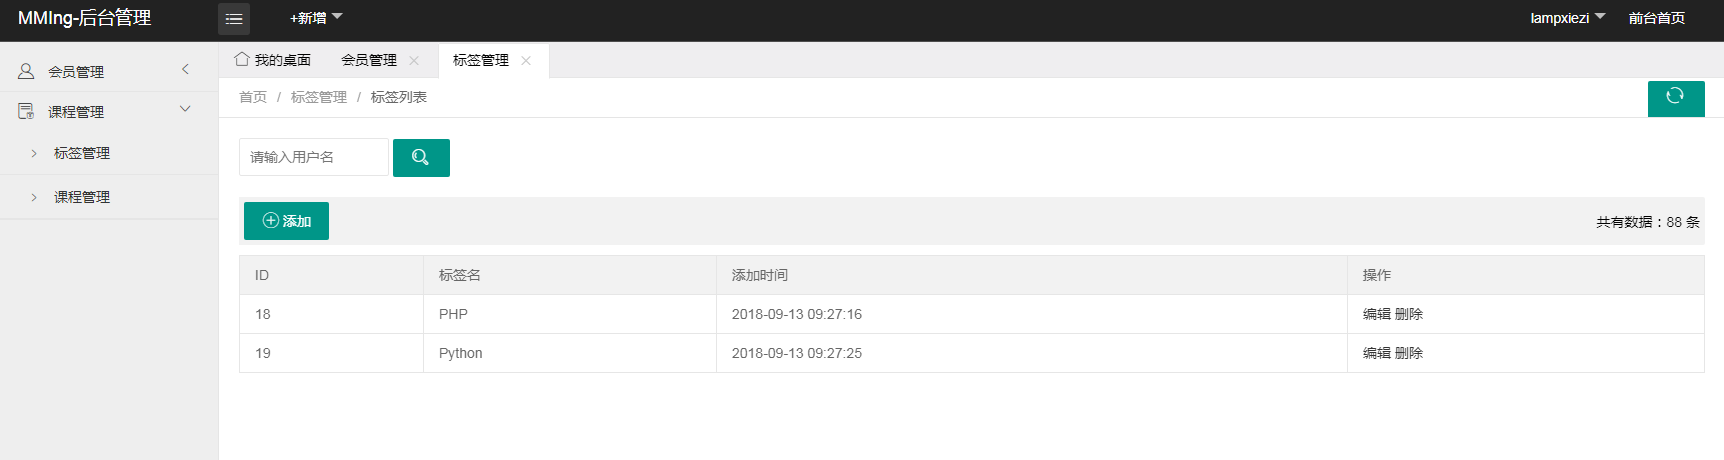 MMIng-后台管理 +新增 lampxiezi 前台首页
会员管理
课程管理
标签管理
课程管理
我的桌面 会员管理 标签管理
首页 / 标签管理 / 标签列表
请输入用户名
添加 共有数据：88 条
ID 标签名 添加时间 操作
18 PHP 2018-09-13 09:27:16 编辑 删除
19 Python 2018-09-13 09:27:25 编辑 删除